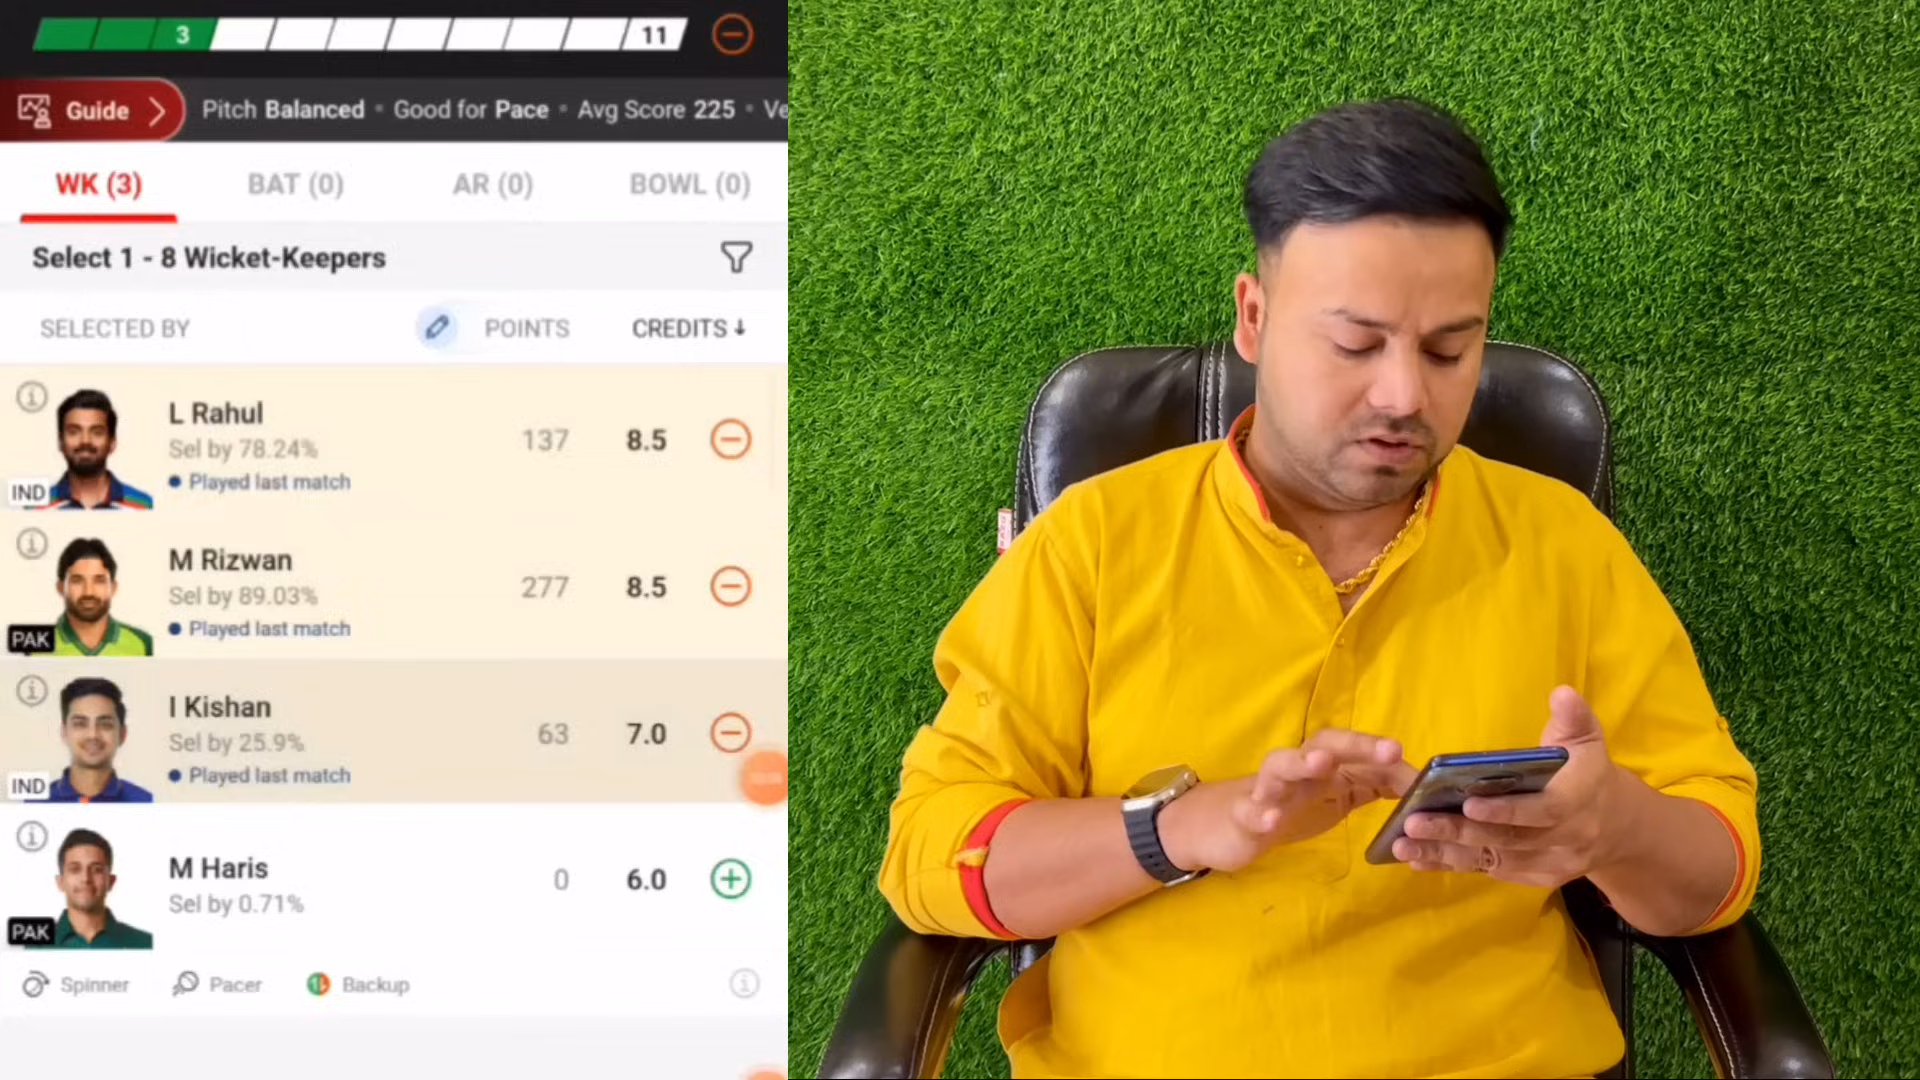 3 11
Guide Pitch Balanced • Good for Pace • Avg Score 225 • Ve
WK (3) BAT (0) AR (0) BOWL (0)
Select 1 - 8 Wicket-Keepers
SELECTED BY POINTS CREDITS
L Rahul
Sel by 78.24%
137 8.5
Played last match
IND
M Rizwan
Sel by 89.03%
277 8.5
Played last match
PAK
I Kishan
Sel by 25.9%
63 7.0
Played last match
IND
M Haris
Sel by 0.71%
0 6.0
PAK
Spinner Pacer Backup